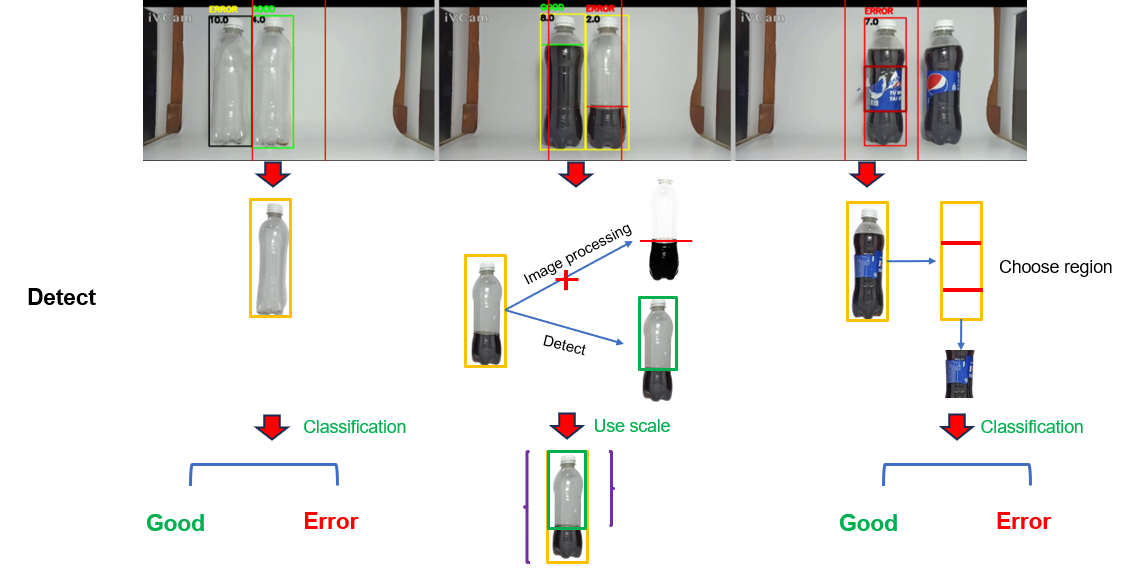 iVCam
ERROR
10.0
GOOD
4.0
iVCam
GOOD
8.0
ERROR
2.0
iVCam
ERROR
7.0
Detect
Image processing
Detect
Choose region
Classification
Use scale
Classification
Good
Error
Good
Error